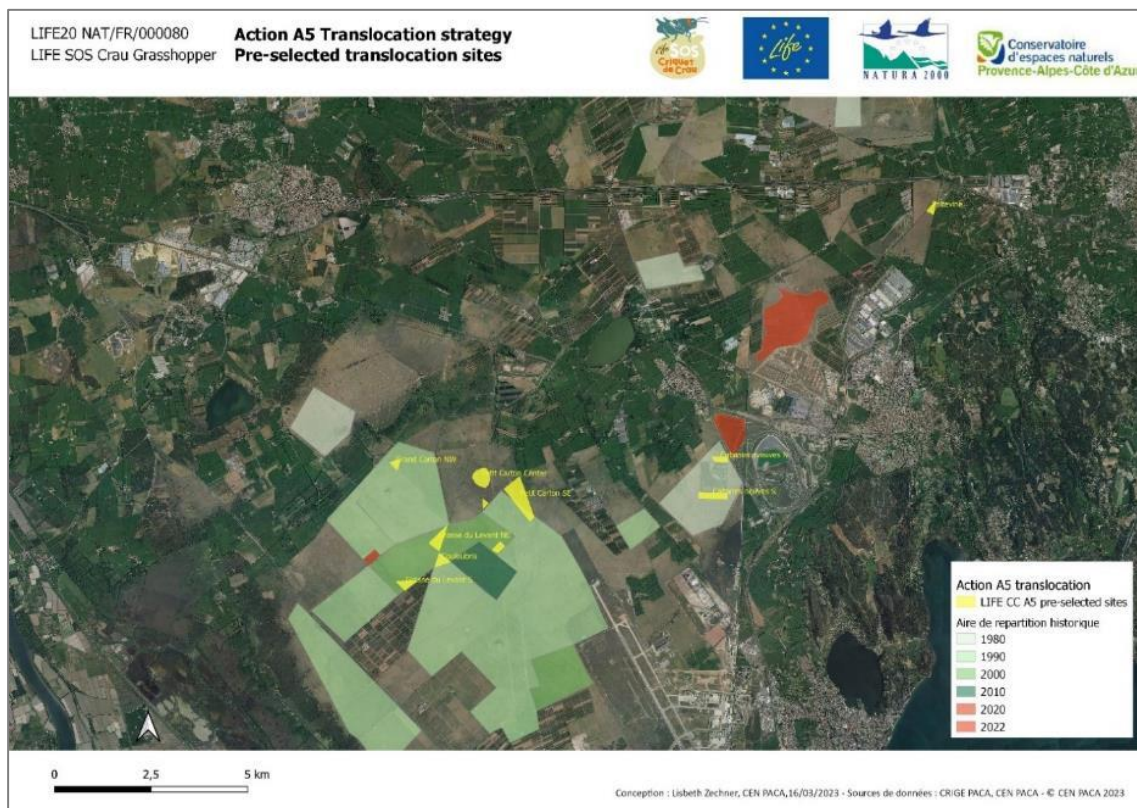 LIFE20 NAT/FR/000080
LIFE SOS Crau Grasshopper
Action A5 Translocation strategy
Pre-selected translocation sites
SOS
Criquet
de Crau
Life
NATURA 2000
Conservatoire
d'espaces naturels
Provence-Alpes-Côte d'Azur
Grand Carton NW
Petit Carton Center
Petit Carton SE
Action A5 translocation
LIFE CC A5 pre-selected sites
Aire de repartition historique
1980
1990
2000
2010
2020
2022
0 2,5 5 km
Conception : Lisbeth Zechner, CEN PACA,16/03/2023 - Sources de données : CRIGE PACA, CEN PACA - © CEN PACA 2023